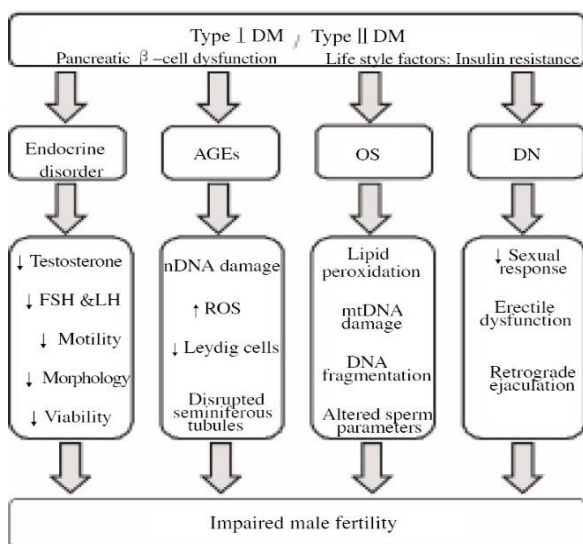 Type I DM , Type II DM
Pancreatic β-cell dysfunction Life style factors: Insulin resistance
Endocrine
disorder
AGEs
OS
DN
↓ Testosterone
↓ FSH &LH
↓ Motility
↓ Morphology
↓ Viability
nDNA damage
↑ ROS
↓ Leydig cells
Disrupted
seminiferous
tubules
Lipid
peroxidation
mtDNA
damage
DNA
fragmentation
Altered sperm
parameters
↓ Sexual
response
Erectile
dysfunction
Retrograde
ejaculation
Impaired male fertility